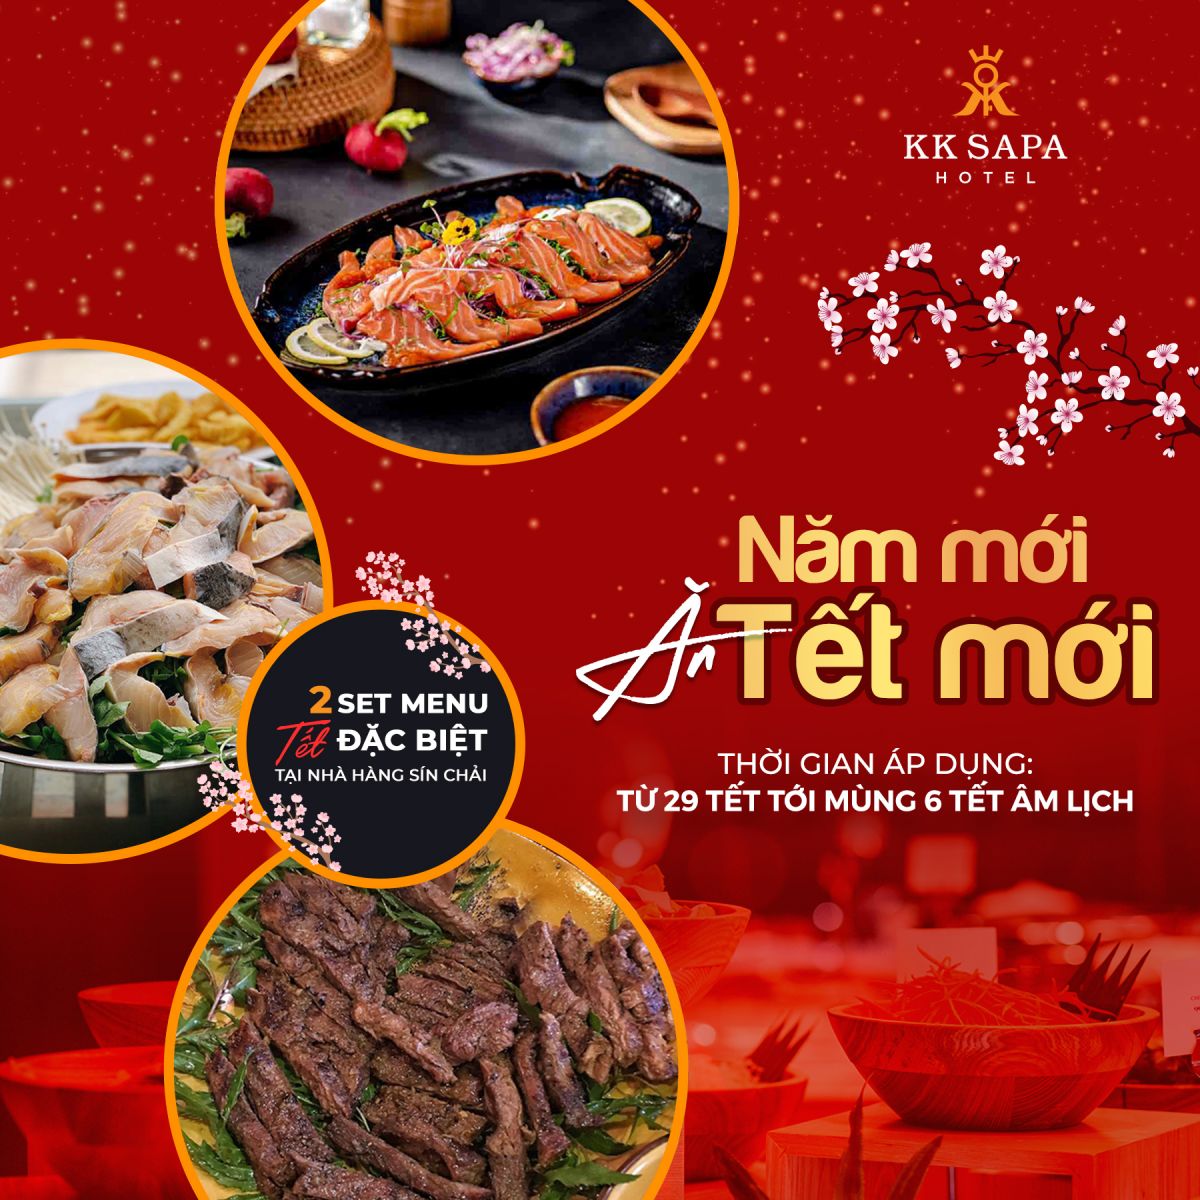 KK SAPA
HOTEL
Năm mới
Ăn Tết mới
2 SET MENU
Tết ĐẶC BIỆT
TẠI NHÀ HÀNG SÍN CHẢI
THỜI GIAN ÁP DỤNG:
TỪ 29 TẾT TỚI MÙNG 6 TẾT ÂM LỊCH